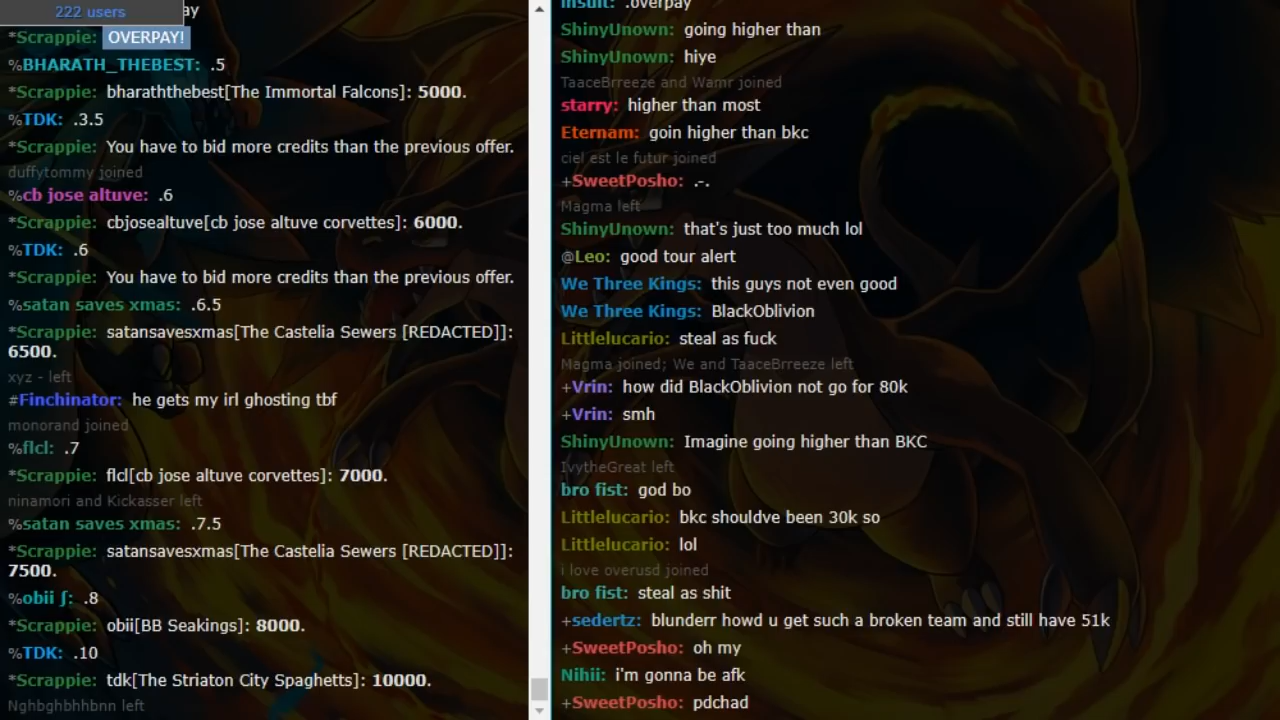 222 users
ay
*Scrappie: OVERPAY!
%BHARATH_THEBEST: .5
*Scrappie: bharaththebest[The Immortal Falcons]: 5000.
%TDK: .3.5
*Scrappie: You have to bid more credits than the previous offer.
duffytommy joined
%cb jose altuve: .6
*Scrappie: cbjosealtuve[cb jose altuve corvettes]: 6000.
%TDK: .6
*Scrappie: You have to bid more credits than the previous offer.
%satan saves xmas: .6.5
*Scrappie: satansavesxmas[The Castelia Sewers [REDACTED]]:
6500.
xyz - left
#Finchinator: he gets my irl ghosting tbf
monorand joined
%flcl: .7
*Scrappie: flcl[cb jose altuve corvettes]: 7000.
ninamori and Kickasser left
%satan saves xmas: .7.5
*Scrappie: satansavesxmas[The Castelia Sewers [REDACTED]]:
7500.
%obii ∫: .8
*Scrappie: obii[BB Seakings]: 8000.
%TDK: .10
*Scrappie: tdk[The Striaton City Spaghetts]: 10000.
Nghbghbhhbnn left
insult: .overpay
ShinyUnown: going higher than
ShinyUnown: hiye
TaaceBrreeze and Wamr joined
starry: higher than most
Eternam: goin higher than bkc
ciel est le futur joined
+SweetPosho: .-.
Magma left
ShinyUnown: that's just too much lol
@Leo: good tour alert
We Three Kings: this guys not even good
We Three Kings: BlackOblivion
Littlelucario: steal as fuck
Magma joined; We and TaaceBrreeze left
+Vrin: how did BlackOblivion not go for 80k
+Vrin: smh
ShinyUnown: Imagine going higher than BKC
IvytheGreat left
bro fist: god bo
Littlelucario: bkc shouldve been 30k so
Littlelucario: lol
i love overusd joined
bro fist: steal as shit
+sedertz: blunderr howd u get such a broken team and still have 51k
+SweetPosho: oh my
Nihii: i'm gonna be afk
+SweetPosho: pdchad